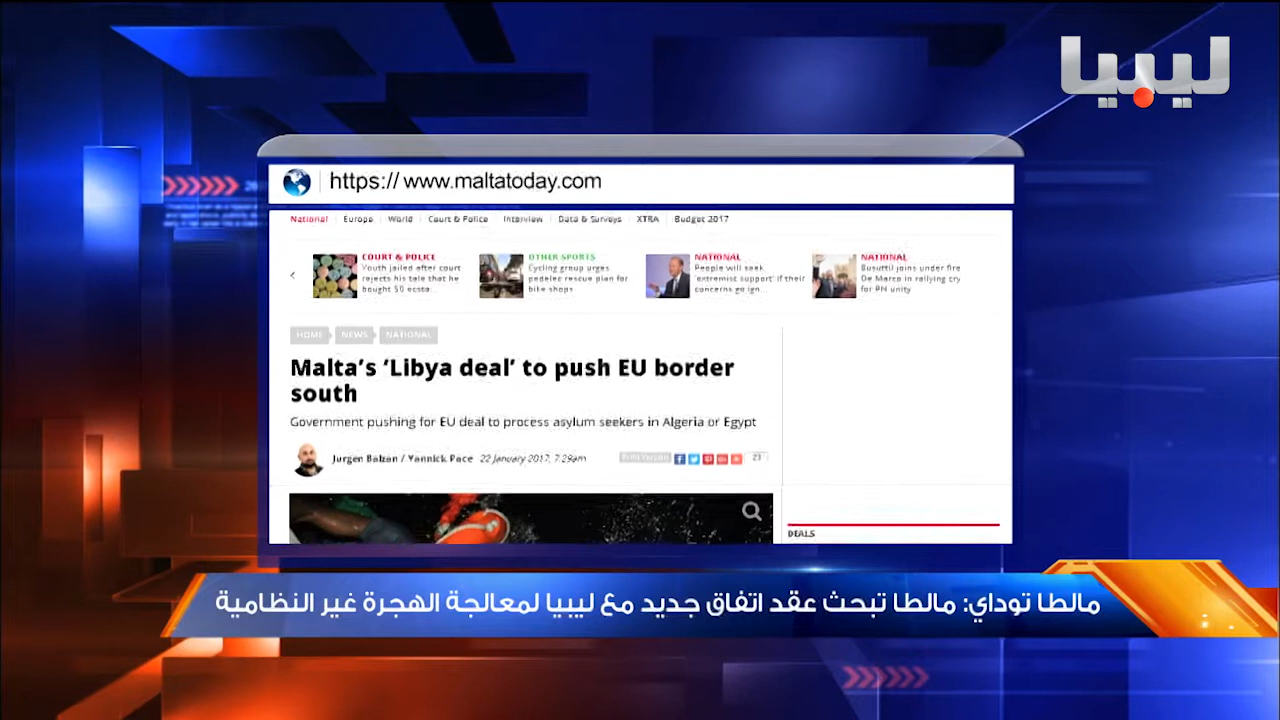 ليبيا
https:// www.maltatoday.com
National Europe World Court & Police Interview Data & Surveys XTRA Budget 2017
COURT & POLICE
Youth jailed after court
rejects his tale that he
bought 50 ecsta...
OTHER SPORTS
Cycling group urges
pedelec rescue plan for
bike shops
NATIONAL
People will seek
'extremist support' if their
concerns go ign...
NATIONAL
Busuttil joins under fire
De Marco in rallying cry
for PN unity
HOME NEWS NATIONAL
Malta's 'Libya deal' to push EU border
south
Government pushing for EU deal to process asylum seekers in Algeria or Egypt
Jurgen Balzan / Yannick Pace 22 January 2017, 7:29am
23
DEALS
مالطا توداي: مالطا تبحث عقد اتفاق جديد مع ليبيا لمعالجة الهجرة غير النظامية